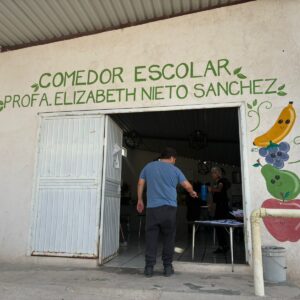 COMEDOR ESCOLAR
PROFA. ELIZABETH NIETO SANCHEZ